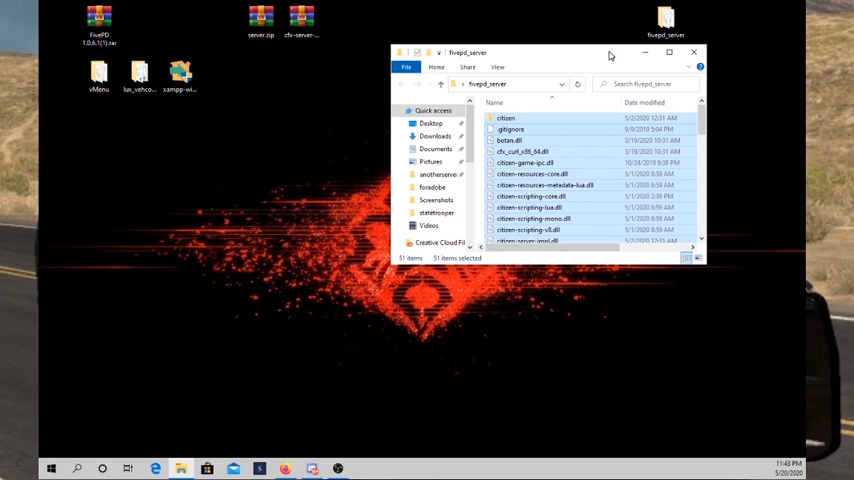 FivePD
1.0.6.1(1).rar
server.zip
cfx-server-...
fivepd_server
vMenu
lux_vehco...
xampp-wi...
fivepd_server
File
Home
Share
View
fivepd_server
Search fivepd_server
Name
Date modified
Quick access
Desktop
Downloads
Documents
Pictures
anotherserver
foradobe
Screenshots
statetrooper
Videos
Creative Cloud Fil
citizen 5/2/2020 12:31 AM
.gitignore 9/9/2019 5:04 PM
botan.dll 3/19/2020 10:31 AM
cfx_curl_x86_64.dll 3/19/2020 10:31 AM
citizen-game-ipc.dll 10/24/2019 9:38 PM
citizen-resources-core.dll 5/1/2020 8:59 AM
citizen-resources-metadata-lua.dll 5/1/2020 8:59 AM
citizen-scripting-core.dll 5/1/2020 2:38 PM
citizen-scripting-lua.dll 5/1/2020 8:59 AM
citizen-scripting-mono.dll 5/1/2020 8:59 AM
citizen-scripting-v8.dll 5/1/2020 8:59 AM
citizen-server-impl.dll 5/2/2020 12:31 AM
51 items
51 items selected
11:43 PM
5/20/2020